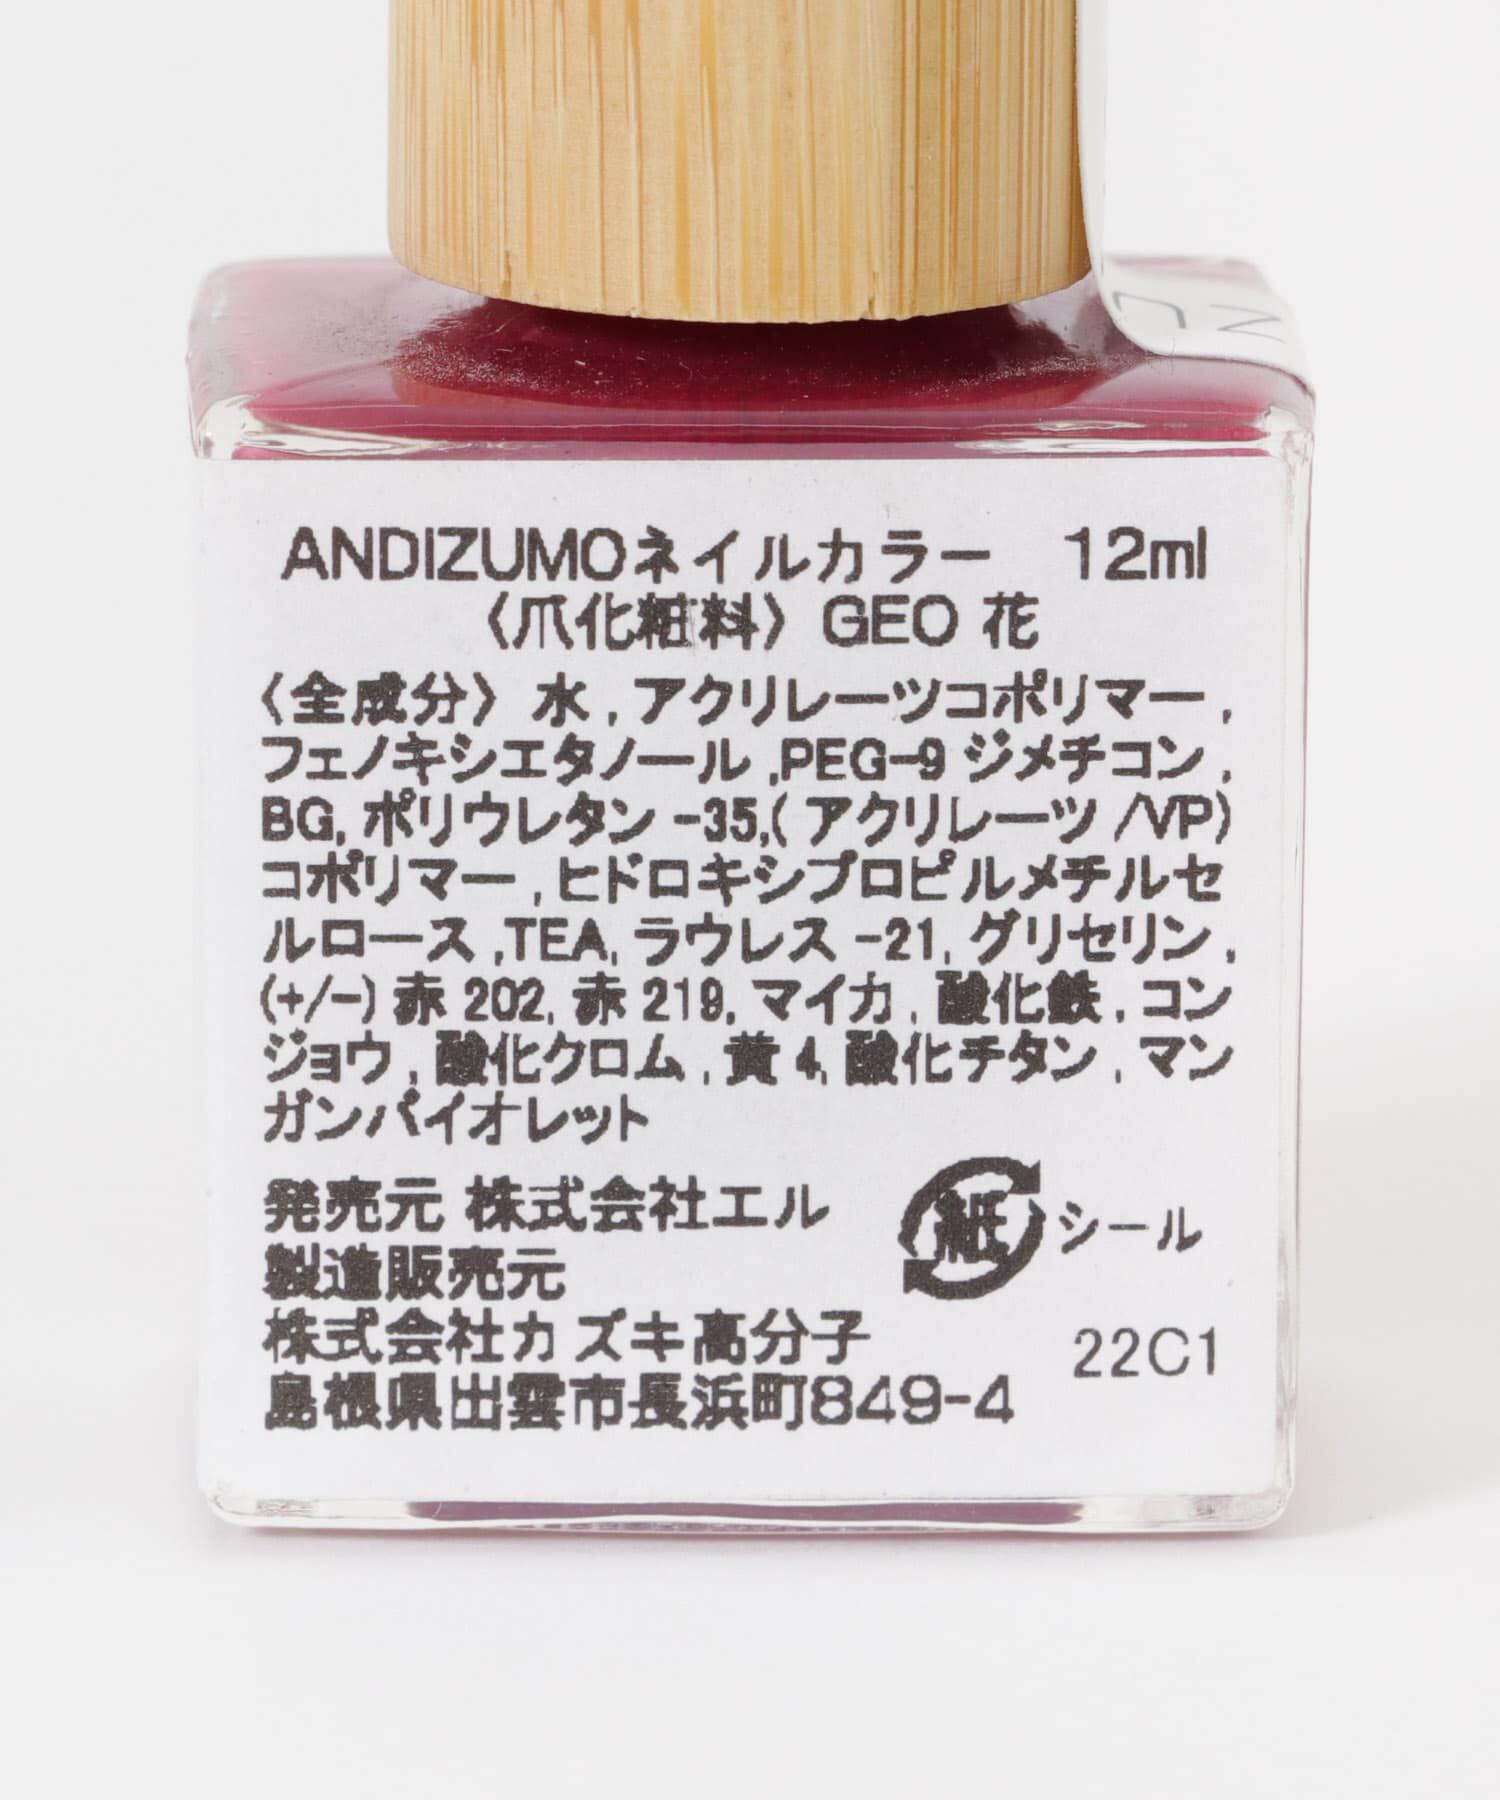 ANDIZUMOネイルカラー　12ml
〈爪化粧料〉GEO 花
〈全成分〉水,アクリレーツコポリマー,
フェノキシエタノール,PEG-9ジメチコン,
BG,ポリウレタン-35,(アクリレーツ/VP)
コポリマー,ヒドロキシプロピルメチルセ
ルロース,TEA,ラウレス-21,グリセリン,
(+/-)赤202,赤219,マイカ,酸化鉄,コン
ジョウ,酸化クロム,黄4,酸化チタン,マン
ガンバイオレット
発売元 株式会社エル
紙 シール
製造販売元
株式会社カズキ高分子
22C1
島根県出雲市長浜町849-4